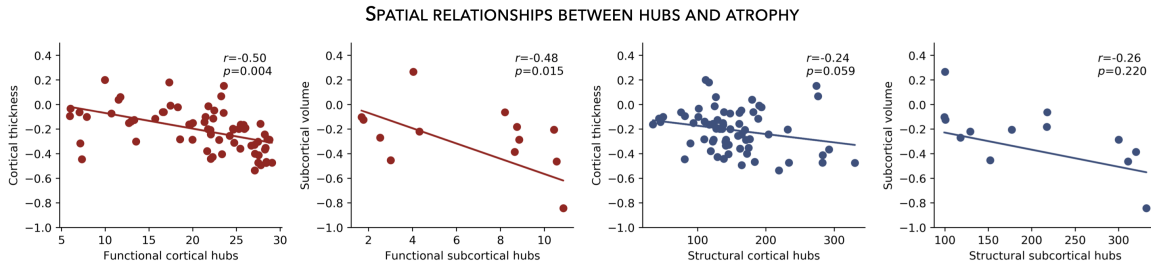 SPATIAL RELATIONSHIPS BETWEEN HUBS AND ATROPHY
Cortical thickness
0.4
0.2
0.0
−0.2
−0.4
−0.6
−0.8
−1.0
r=-0.50
p=0.004
5 10 15 20 25 30
Functional cortical hubs
Subcortical volume
0.4
0.2
0.0
−0.2
−0.4
−0.6
−0.8
−1.0
r=-0.48
p=0.015
2 4 6 8 10
Functional subcortical hubs
Cortical thickness
0.4
0.2
0.0
−0.2
−0.4
−0.6
−0.8
−1.0
r=-0.24
p=0.059
100 200 300
Structural cortical hubs
Subcortical volume
0.4
0.2
0.0
−0.2
−0.4
−0.6
−0.8
−1.0
r=-0.26
p=0.220
100 150 200 250 300
Structural subcortical hubs